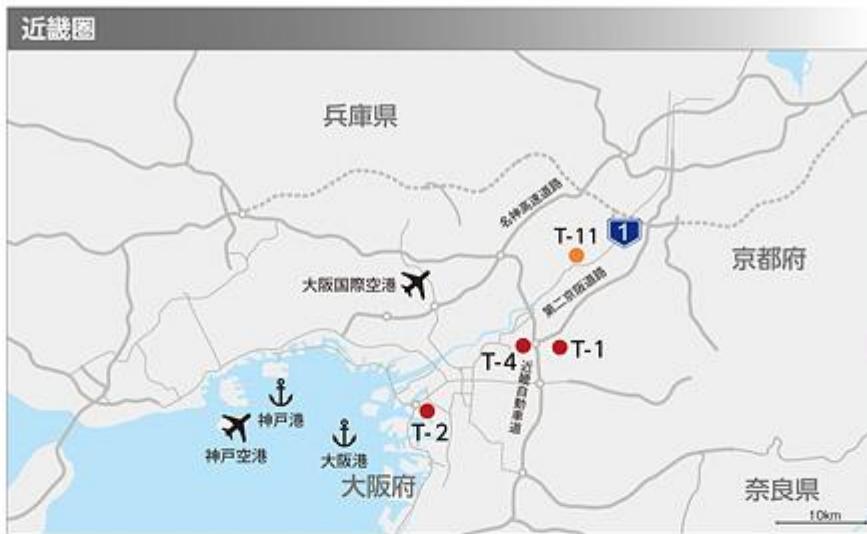 近畿圏
兵庫県
名神高速道路
T-11
1
京都府
大阪国際空港
第二京阪道路
T-4
T-1
近畿自動車道
神戸港
T-2
神戸空港
大阪港
大阪府
奈良県
10km